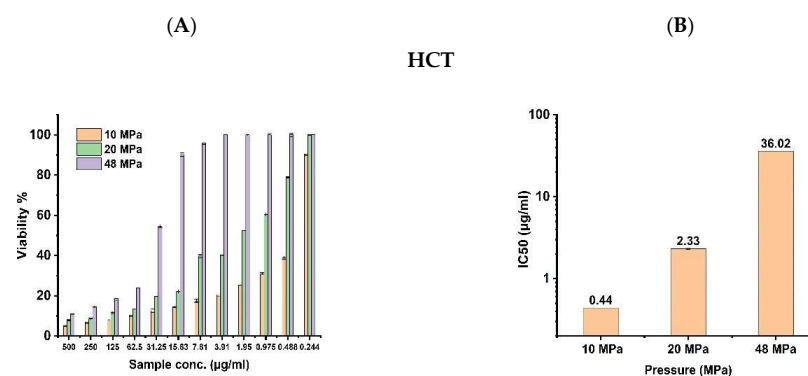 (A)
(B)
HCT
10 MPa
20 MPa
48 MPa
Viability %
100
80
60
40
20
0
500 250 125 62.5 31.25 15.63 7.81 3.91 1.95 0.975 0.488 0.244
Sample conc. (μg/ml)
IC50 (μg/ml)
100
10
1
0.44
2.33
36.02
10 MPa 20 MPa 48 MPa
Pressure (MPa)